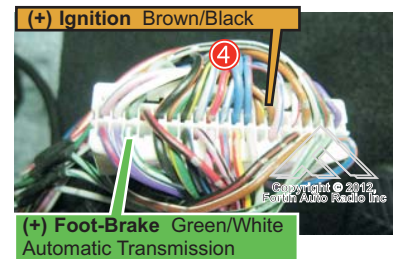 (+) Ignition Brown/Black
4
Copyright © 2012,
Fortin Auto Radio Inc
(+) Foot-Brake Green/White
Automatic Transmission